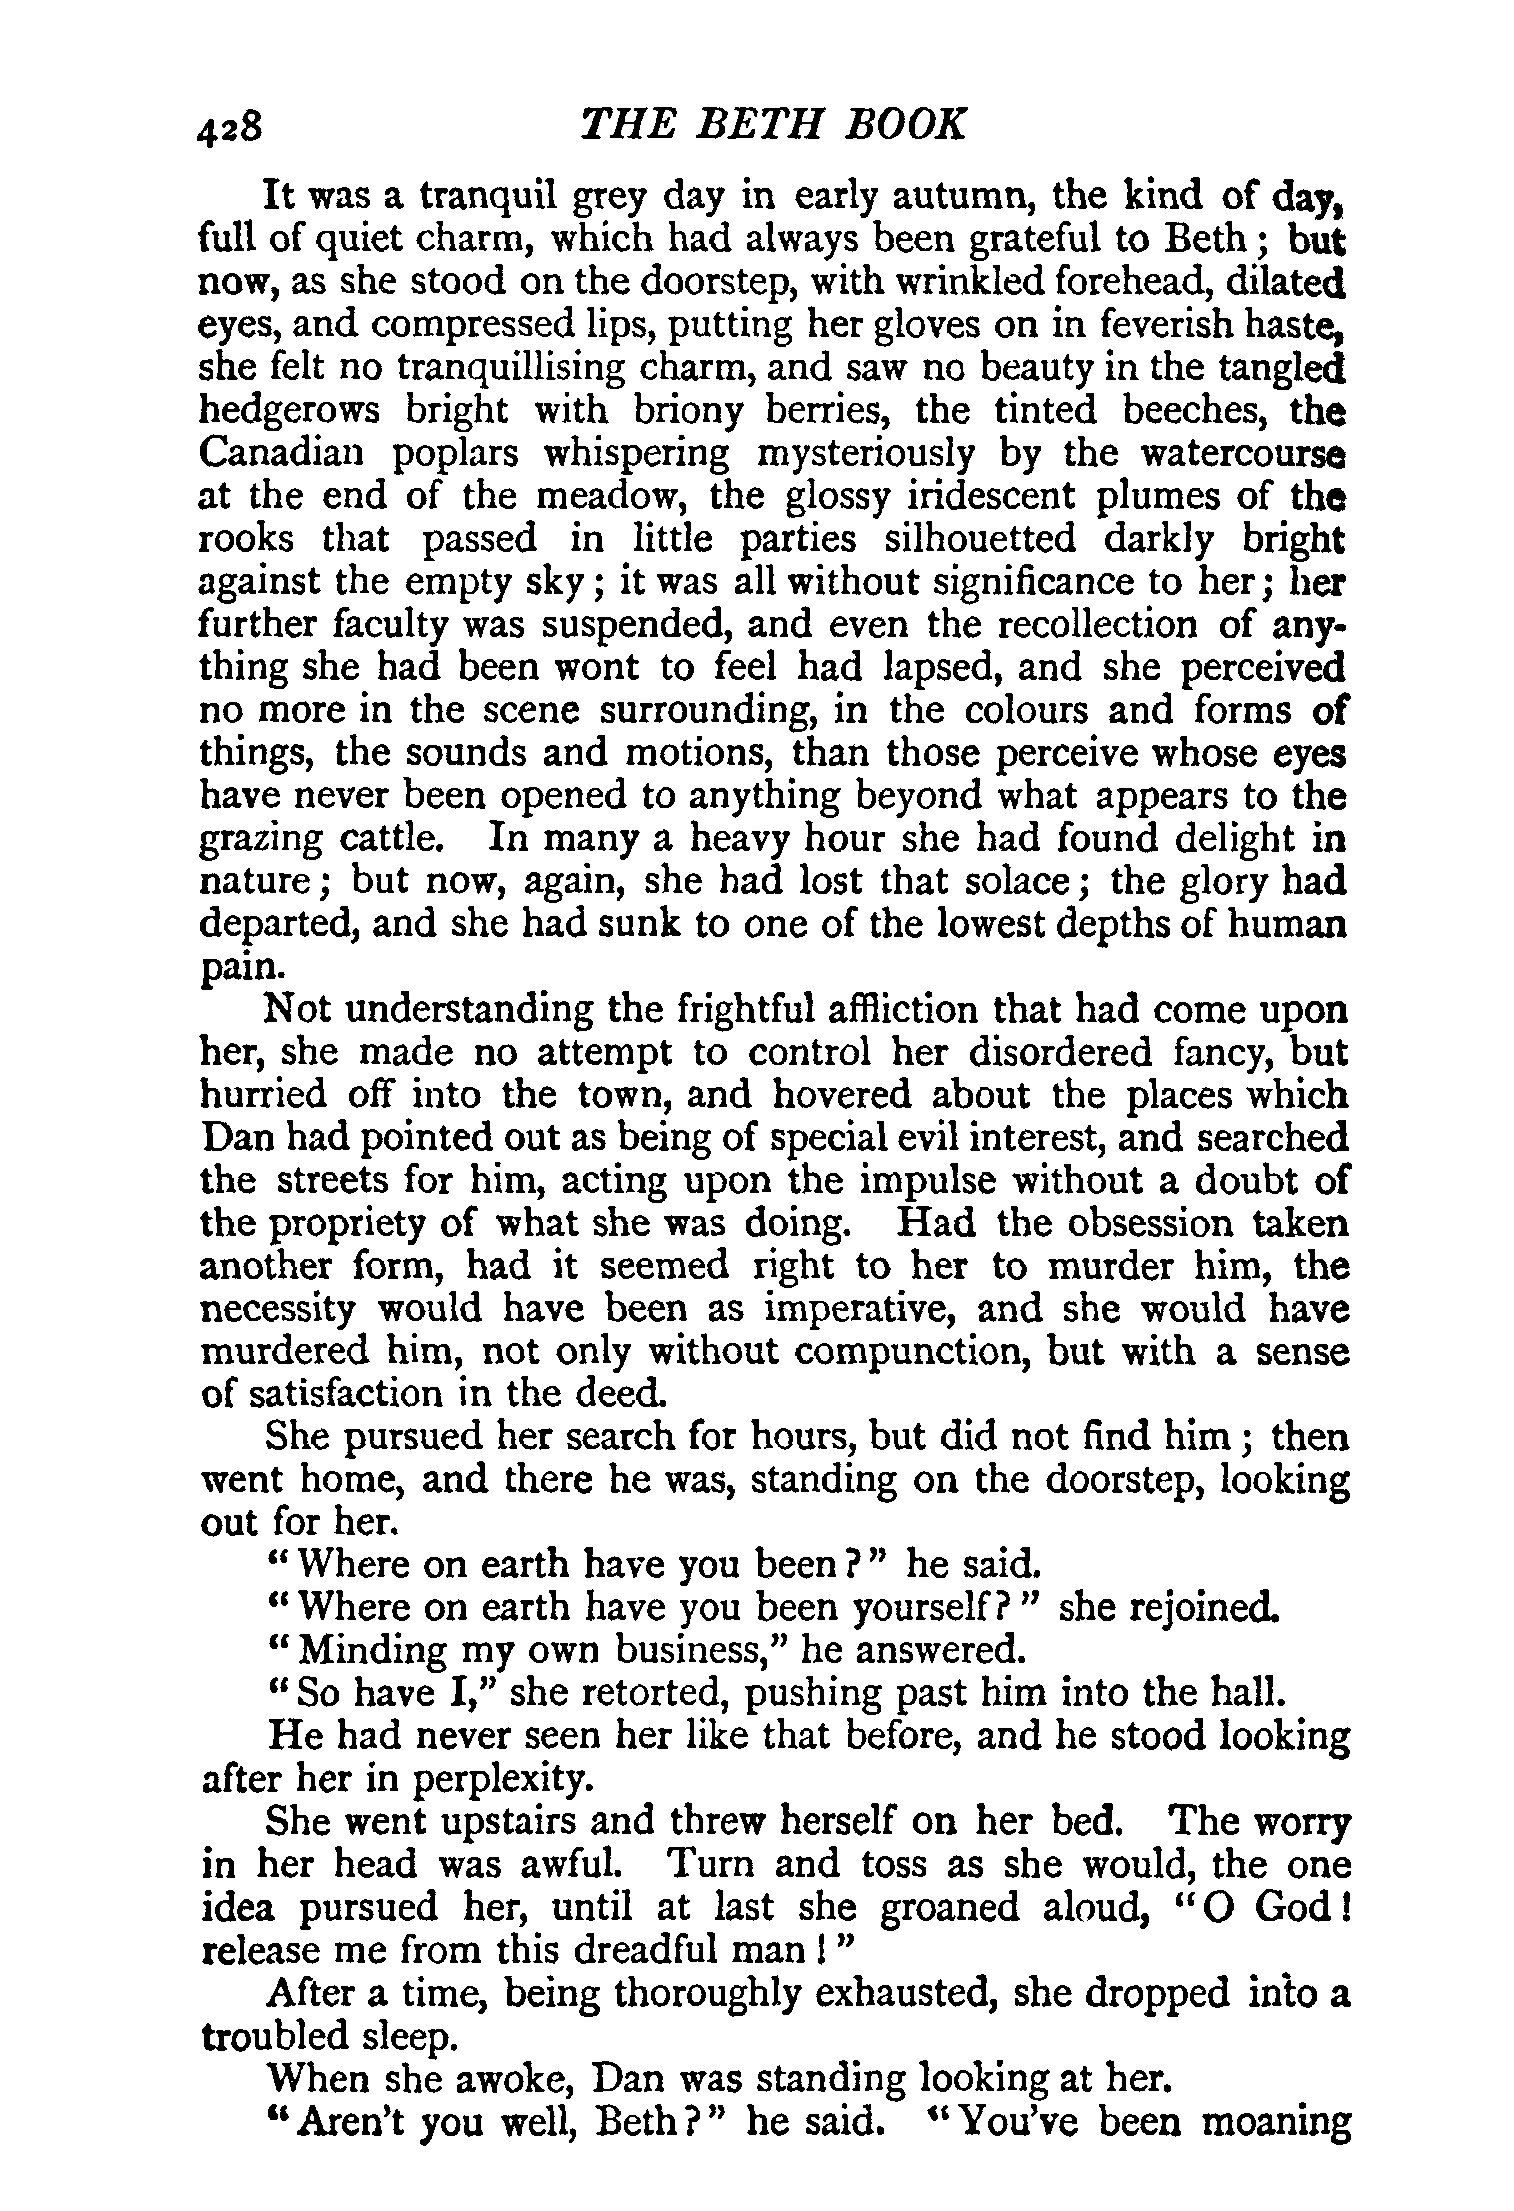 428 THE BETH BOOK
It was a tranquil grey day in early autumn, the kind of day,
full of quiet charm, which had always been grateful to Beth; but
now, as she stood on the doorstep, with wrinkled forehead, dilated
eyes, and compressed lips, putting her gloves on in feverish haste,
she felt no tranquillising charm, and saw no beauty in the tangled
hedgerows bright with briony berries, the tinted beeches, the
Canadian poplars whispering mysteriously by the watercourse
at the end of the meadow, the glossy iridescent plumes of the
rooks that passed in little parties silhouetted darkly bright
against the empty sky; it was all without significance to her; her
further faculty was suspended, and even the recollection of any-
thing she had been wont to feel had lapsed, and she perceived
no more in the scene surrounding, in the colours and forms of
things, the sounds and motions, than those perceive whose eyes
have never been opened to anything beyond what appears to the
grazing cattle. In many a heavy hour she had found delight in
nature; but now, again, she had lost that solace; the glory had
departed, and she had sunk to one of the lowest depths of human
pain.
Not understanding the frightful affliction that had come upon
her, she made no attempt to control her disordered fancy, but
hurried off into the town, and hovered about the places which
Dan had pointed out as being of special evil interest, and searched
the streets for him, acting upon the impulse without a doubt of
the propriety of what she was doing. Had the obsession taken
another form, had it seemed right to her to murder him, the
necessity would have been as imperative, and she would have
murdered him, not only without compunction, but with a sense
of satisfaction in the deed.
She pursued her search for hours, but did not find him; then
went home, and there he was, standing on the doorstep, looking
out for her.
"Where on earth have you been?" he said.
"Where on earth have you been yourself?" she rejoined.
"Minding my own business," he answered.
"So have I," she retorted, pushing past him into the hall.
He had never seen her like that before, and he stood looking
after her in perplexity.
She went upstairs and threw herself on her bed. The worry
in her head was awful. Turn and toss as she would, the one
idea pursued her, until at last she groaned aloud, "O God!
release me from this dreadful man!"
After a time, being thoroughly exhausted, she dropped into a
troubled sleep.
When she awoke, Dan was standing looking at her.
"Aren't you well, Beth?" he said. "You've been moaning